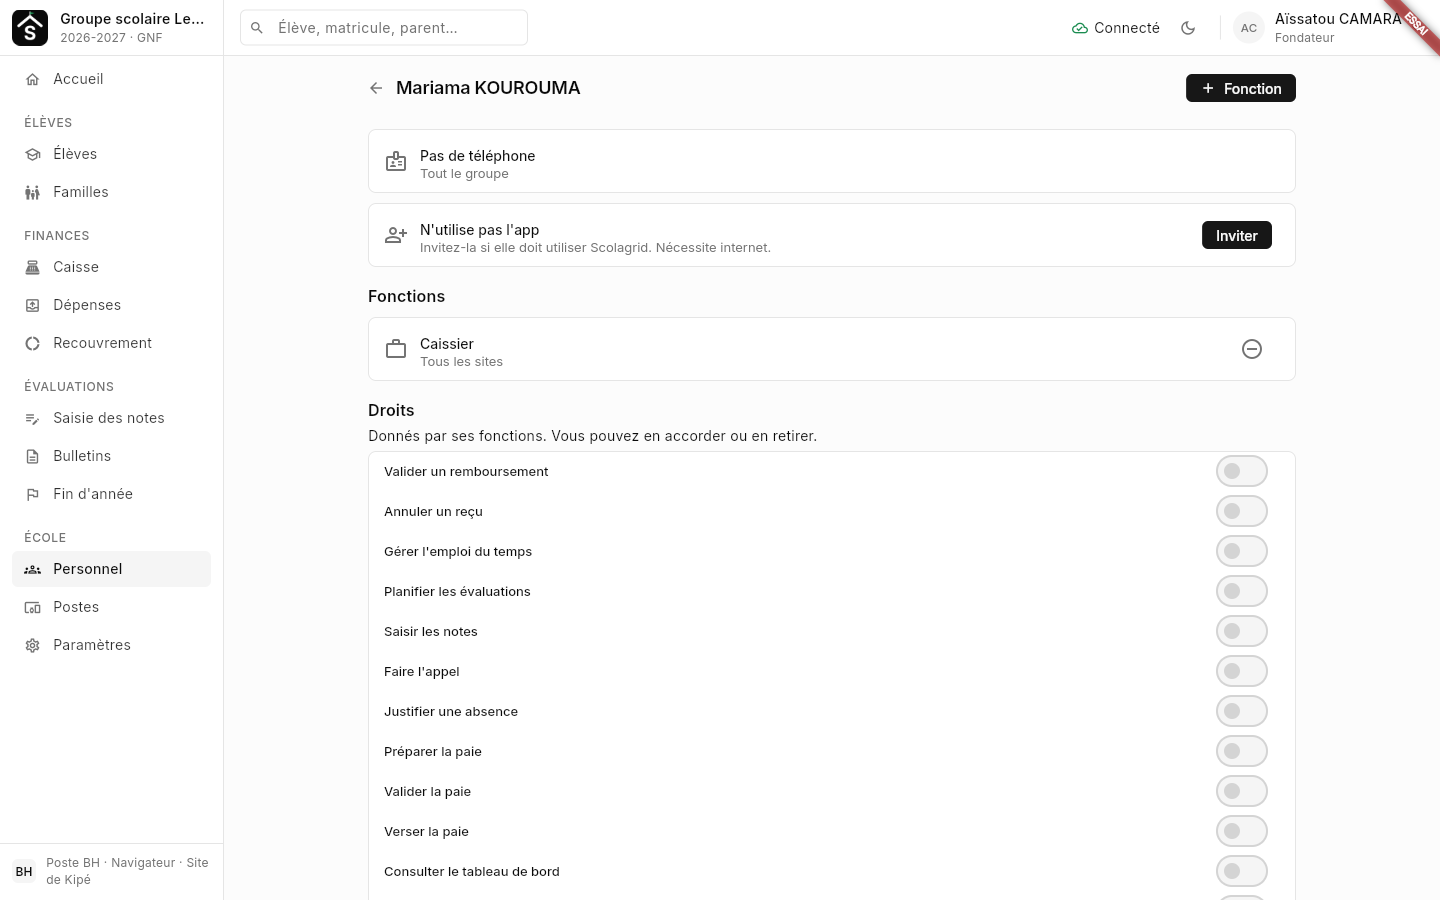 Groupe scolaire Le...
2026-2027 · GNF
Élève, matricule, parent...
Connecté
AC
Aïssatou CAMARA
Fondateur
ESSAI
Accueil
ÉLÈVES
Élèves
Familles
FINANCES
Caisse
Dépenses
Recouvrement
ÉVALUATIONS
Saisie des notes
Bulletins
Fin d'année
ÉCOLE
Personnel
Postes
Paramètres
BH
Poste BH · Navigateur · Site
de Kipé
Mariama KOUROUMA
+ Fonction
Pas de téléphone
Tout le groupe
N'utilise pas l'app
Invitez-la si elle doit utiliser Scolagrid. Nécessite internet.
Inviter
Fonctions
Caissier
Tous les sites
Droits
Donnés par ses fonctions. Vous pouvez en accorder ou en retirer.
Valider un remboursement
Annuler un reçu
Gérer l'emploi du temps
Planifier les évaluations
Saisir les notes
Faire l'appel
Justifier une absence
Préparer la paie
Valider la paie
Verser la paie
Consulter le tableau de bord